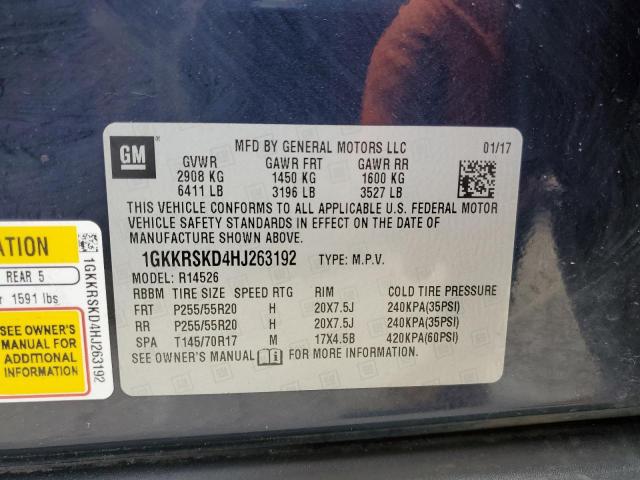 GM
MFD BY GENERAL MOTORS LLC 01/17
GVWR GAWR FRT GAWR RR
2908 KG 1450 KG 1600 KG
6411 LB 3196 LB 3527 LB
THIS VEHICLE CONFORMS TO ALL APPLICABLE U.S. FEDERAL MOTOR
VEHICLE SAFETY STANDARDS IN EFFECT ON THE DATE OF
MANUFACTURE SHOWN ABOVE.
1GKKRSKD4HJ263192 TYPE: M.P.V.
MODEL: R14526
RBBM TIRE SIZE SPEED RTG RIM COLD TIRE PRESSURE
FRT P255/55R20 H 20X7.5J 240KPA(35PSI)
RR P255/55R20 H 20X7.5J 240KPA(35PSI)
SPA T145/70R17 M 17X4.5B 420KPA(60PSI)
SEE OWNER'S MANUAL FOR MORE INFORMATION.
ATION
REAR 5
r 1591 lbs
SEE OWNER'S
MANUAL FOR
ADDITIONAL
INFORMATION
1GKKRSKD4HJ263192